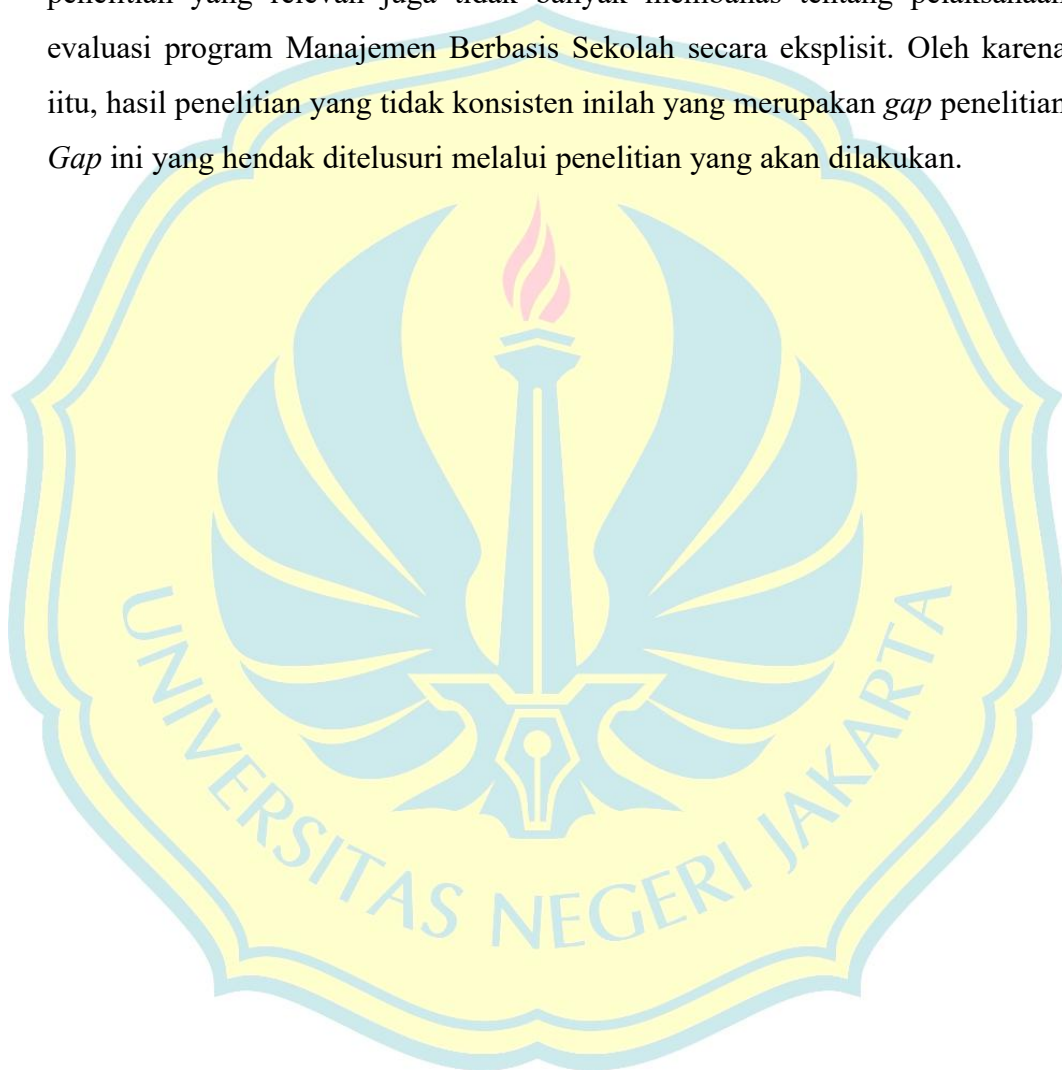 penelitian yang relevan juga tidak banyak membahas tentang pelaksanaan
evaluasi program Manajemen Berbasis Sekolah secara eksplisit. Oleh karena
iitu, hasil penelitian yang tidak konsisten inilah yang merupakan gap penelitian
Gap ini yang hendak ditelusuri melalui penelitian yang akan dilakukan.
UNIVERSITAS NEGERI JAKARTA